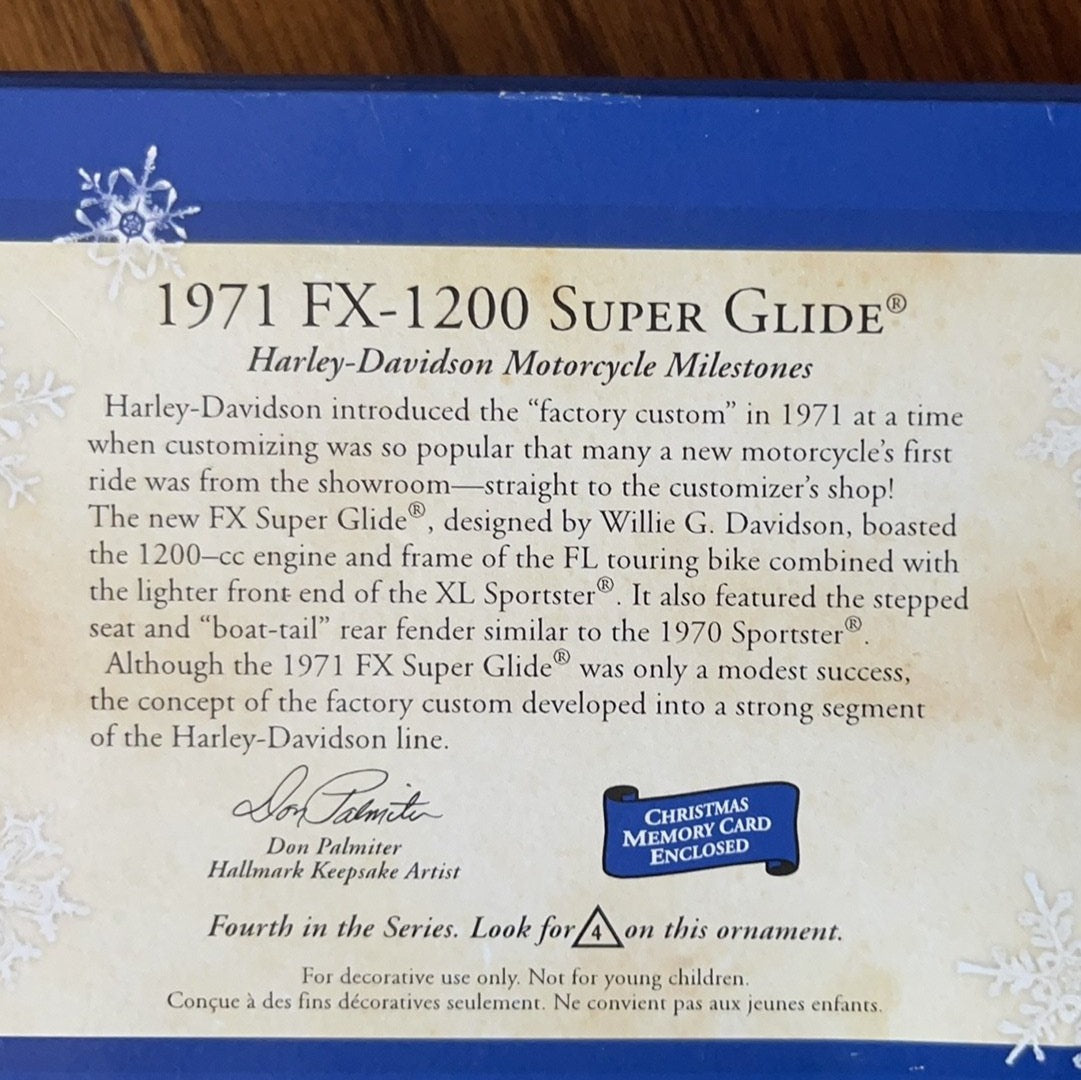 1971 FX-1200 SUPER GLIDE®
Harley-Davidson Motorcycle Milestones
Harley-Davidson introduced the “factory custom” in 1971 at a time
when customizing was so popular that many a new motorcycle’s first
ride was from the showroom—straight to the customizer’s shop!
The new FX Super Glide®, designed by Willie G. Davidson, boasted
the 1200–cc engine and frame of the FL touring bike combined with
the lighter front end of the XL Sportster®. It also featured the stepped
seat and “boat-tail” rear fender similar to the 1970 Sportster®.
Although the 1971 FX Super Glide® was only a modest success,
the concept of the factory custom developed into a strong segment
of the Harley-Davidson line.
Don Palmiter
Don Palmiter
Hallmark Keepsake Artist
CHRISTMAS
MEMORY CARD
ENCLOSED
Fourth in the Series. Look for 4 on this ornament.
For decorative use only. Not for young children.
Conçue à des fins décoratives seulement. Ne convient pas aux jeunes enfants.